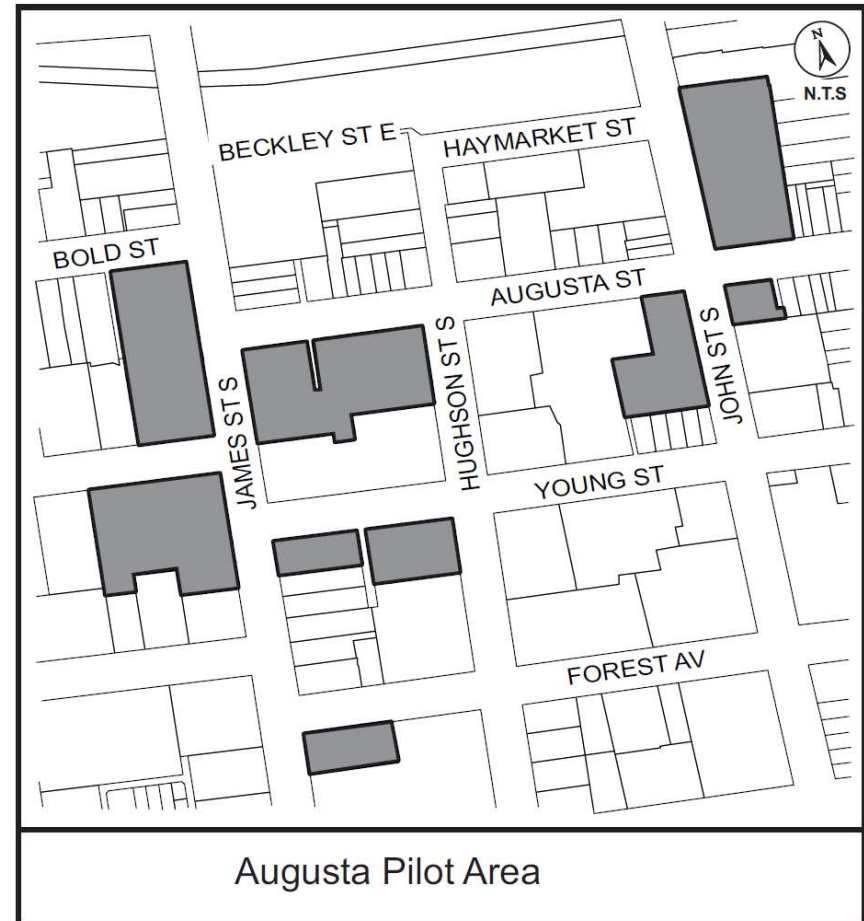 N
N.T.S
BECKLEY ST E
HAYMARKET ST
BOLD ST
AUGUSTA ST
JAMES ST S
HUGHSON ST S
JOHN ST S
YOUNG ST
FOREST AV
Augusta Pilot Area